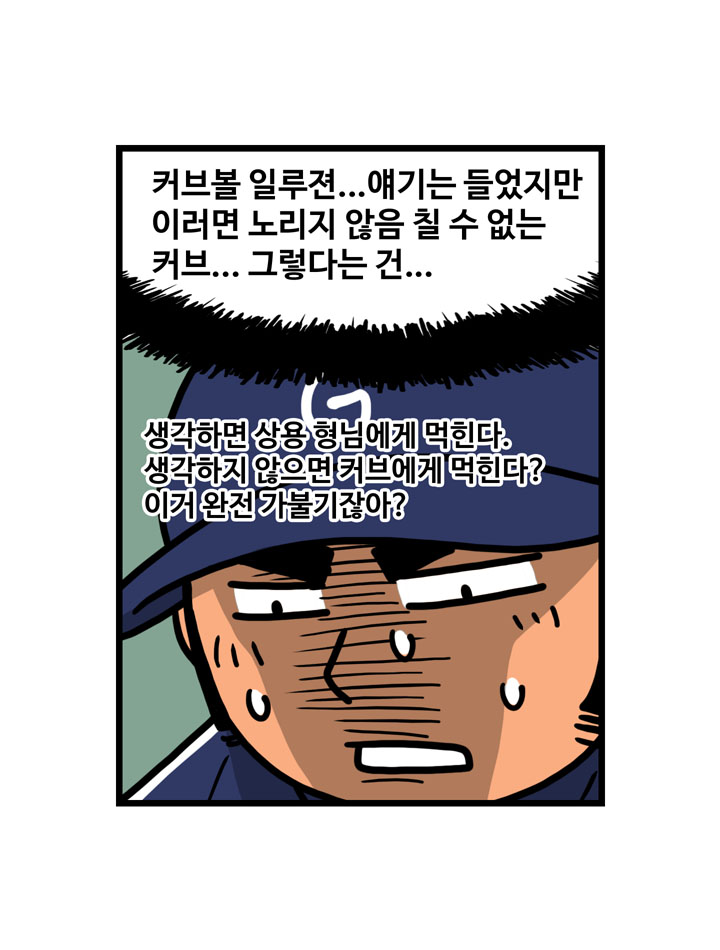 커브볼 일루젼...얘기는 들었지만
이러면 노리지 않음 칠 수 없는
커브... 그렇다는 건...
생각하면 상용 형님에게 먹힌다.
생각하지 않으면 커브에게 먹힌다?
이거 완전 가불기잖아?